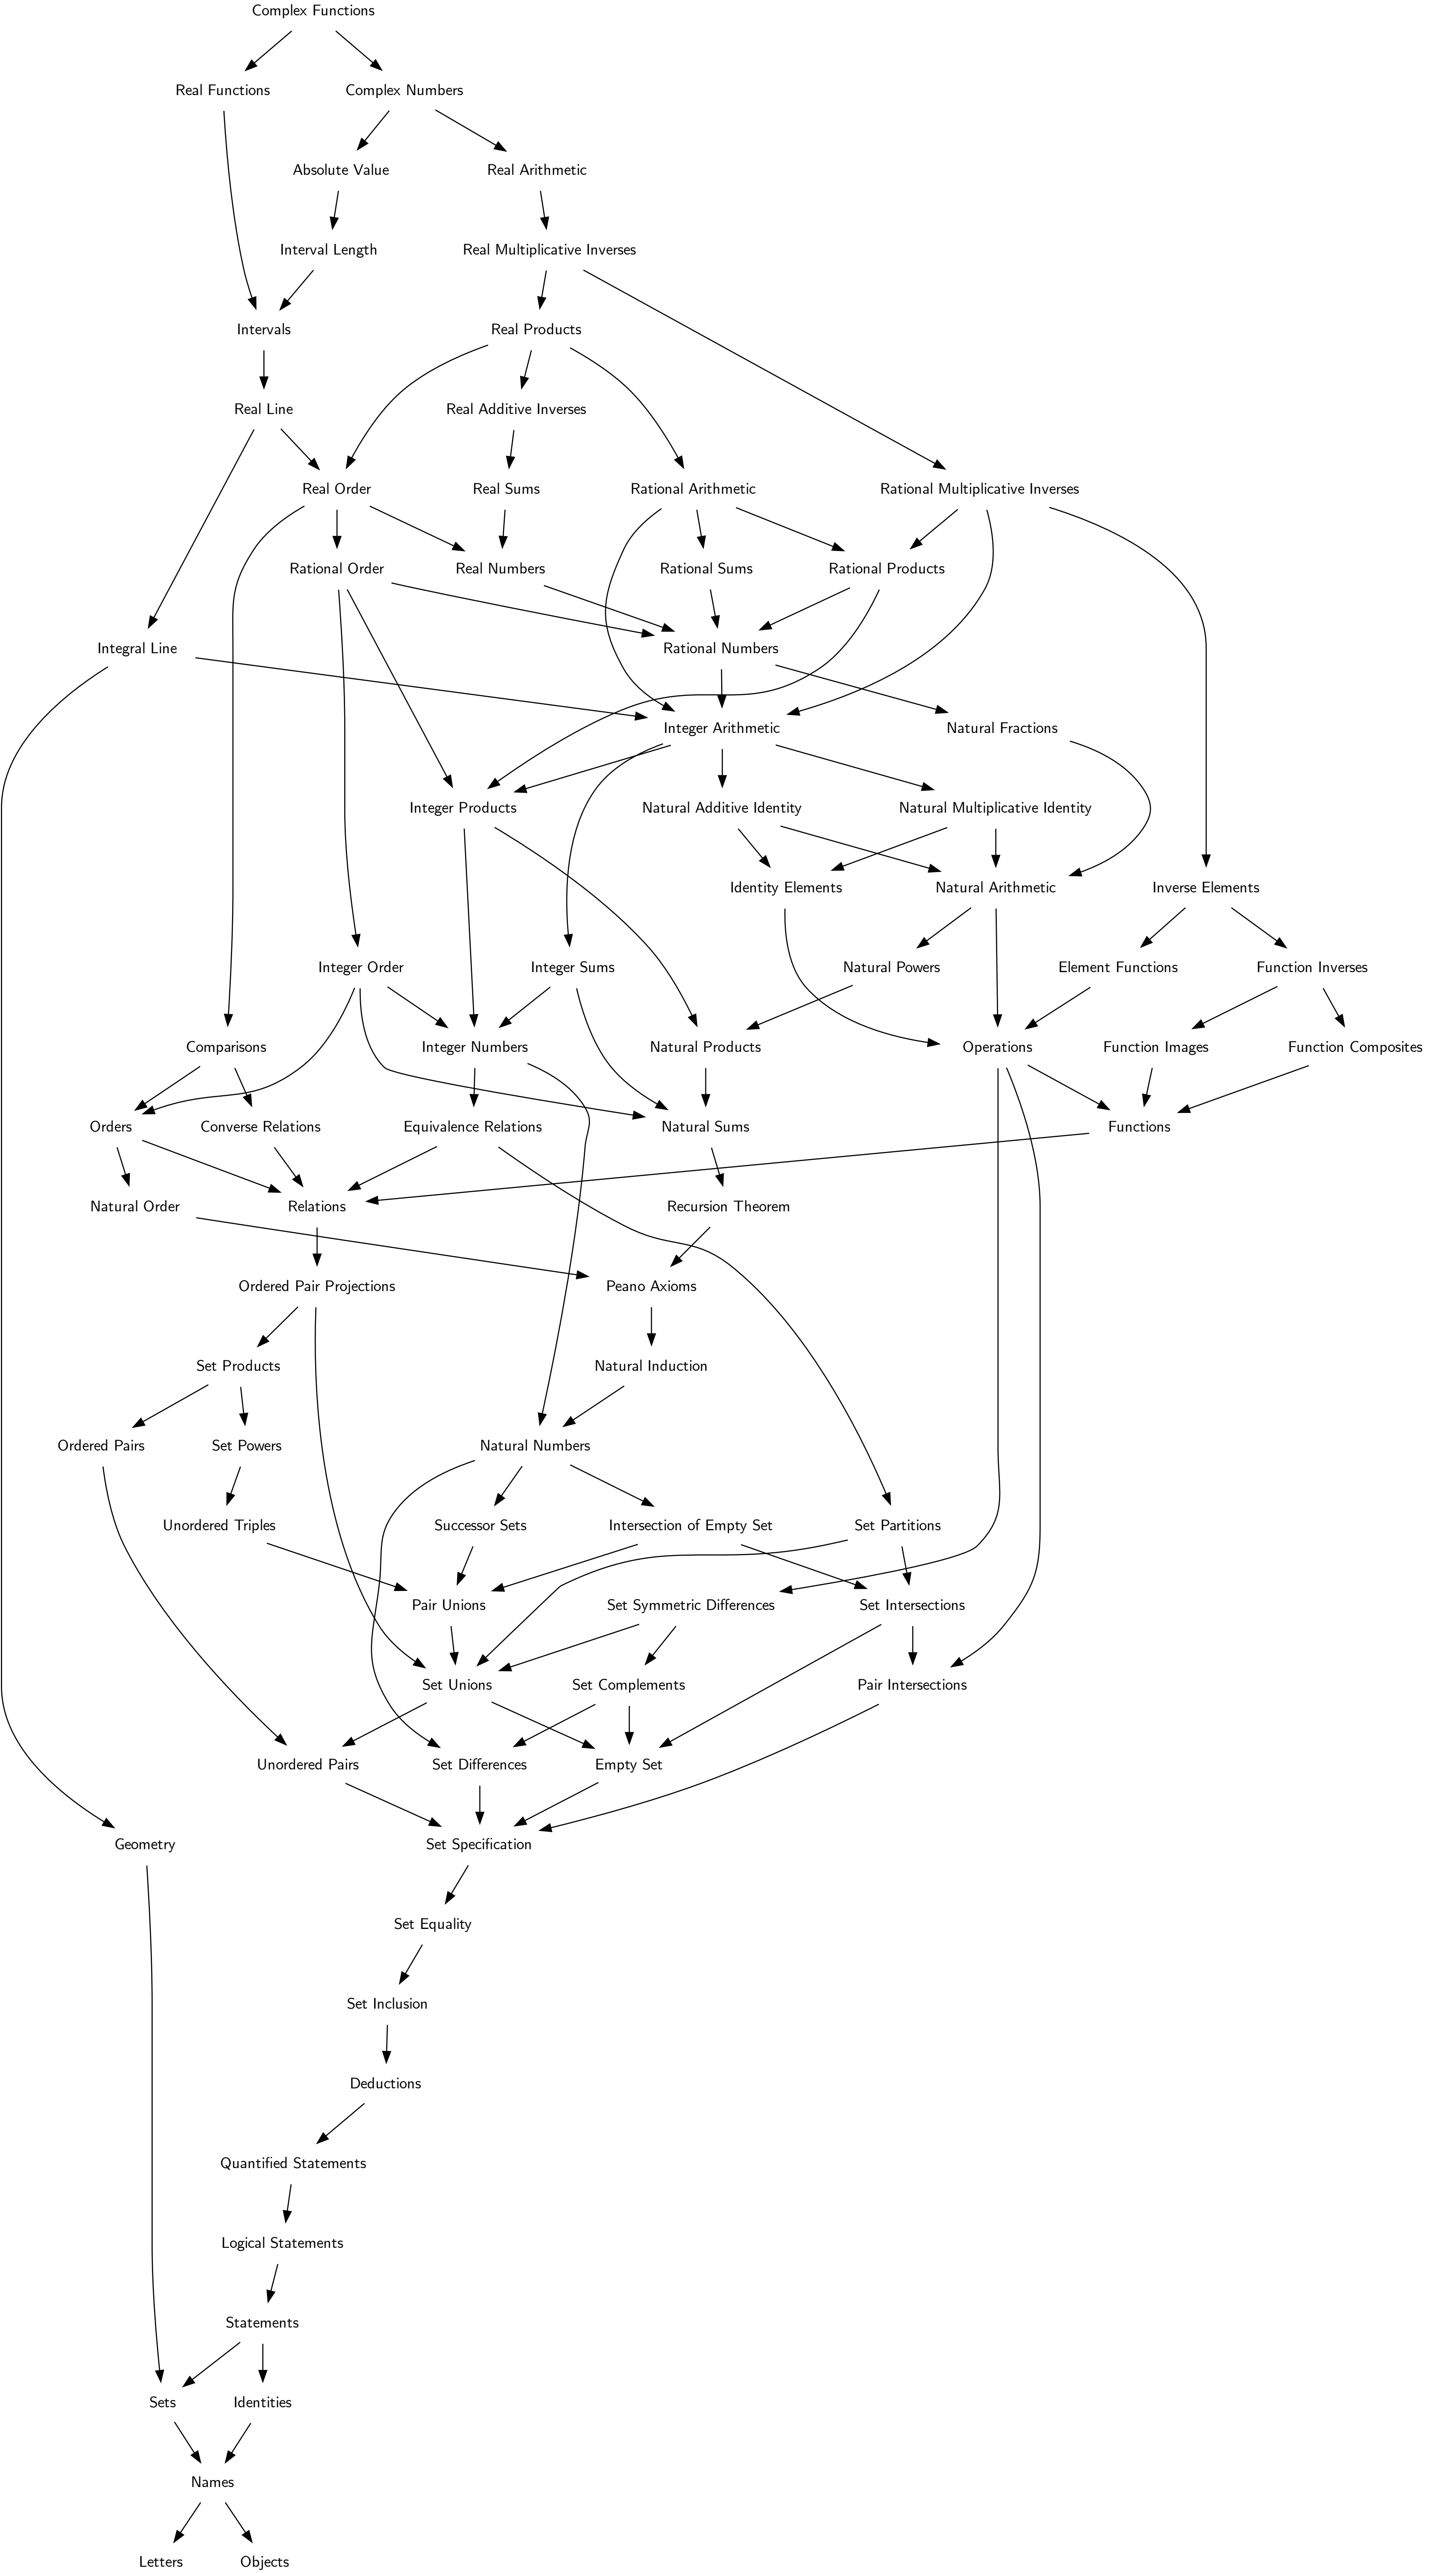 Complex Functions
Real Functions
Complex Numbers
Absolute Value
Real Arithmetic
Interval Length
Real Multiplicative Inverses
Intervals
Real Products
Real Line
Real Additive Inverses
Real Order
Real Sums
Rational Arithmetic
Rational Multiplicative Inverses
Rational Order
Real Numbers
Rational Sums
Rational Products
Integral Line
Rational Numbers
Integer Arithmetic
Natural Fractions
Integer Products
Natural Additive Identity
Natural Multiplicative Identity
Identity Elements
Natural Arithmetic
Inverse Elements
Integer Order
Integer Sums
Natural Powers
Element Functions
Function Inverses
Comparisons
Integer Numbers
Natural Products
Operations
Function Images
Function Composites
Orders
Converse Relations
Equivalence Relations
Natural Sums
Functions
Natural Order
Relations
Recursion Theorem
Ordered Pair Projections
Peano Axioms
Set Products
Natural Induction
Ordered Pairs
Set Powers
Natural Numbers
Unordered Triples
Successor Sets
Intersection of Empty Set
Set Partitions
Pair Unions
Set Symmetric Differences
Set Intersections
Set Unions
Set Complements
Pair Intersections
Unordered Pairs
Set Differences
Empty Set
Geometry
Set Specification
Set Equality
Set Inclusion
Deductions
Quantified Statements
Logical Statements
Statements
Sets
Identities
Names
Letters
Objects